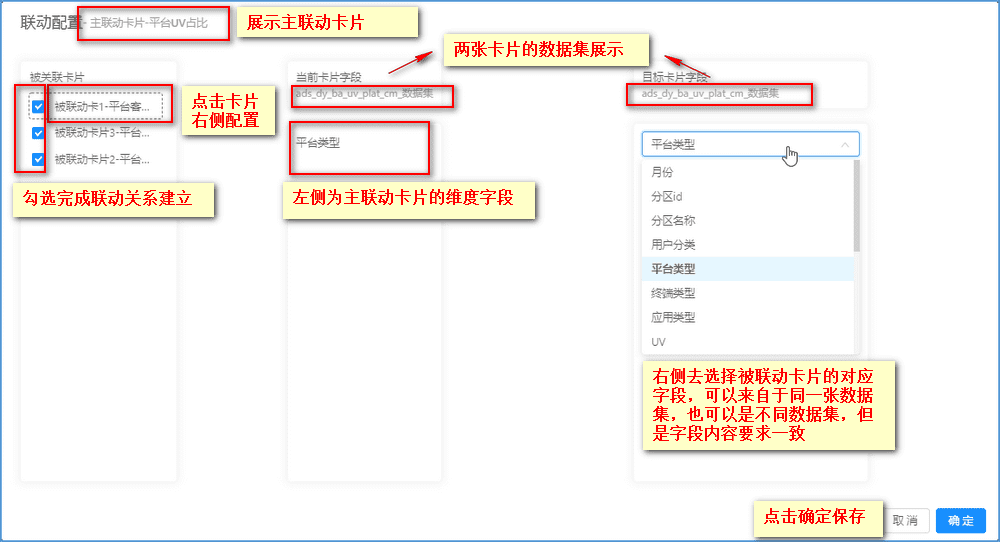 联动配置- 主联动卡片-平台UV占比
展示主联动卡片
两张卡片的数据集展示
被关联卡片
当前卡片字段
目标卡片字段
ads_dy_ba_uv_plat_cm_数据集
ads_dy_ba_uv_plat_cm_数据集
被联动卡1-平台客...
被联动卡片3-平台...
被联动卡片2-平台...
点击卡片
右侧配置
勾选完成联动关系建立
平台类型
左侧为主联动卡片的维度字段
平台类型
月份
分区id
分区名称
用户分类
平台类型
终端类型
应用类型
UV
右侧去选择被联动卡片的对应
字段，可以来自于同一张数据
集，也可以是不同数据集，但
是字段内容要求一致
点击确定保存
取消
确定